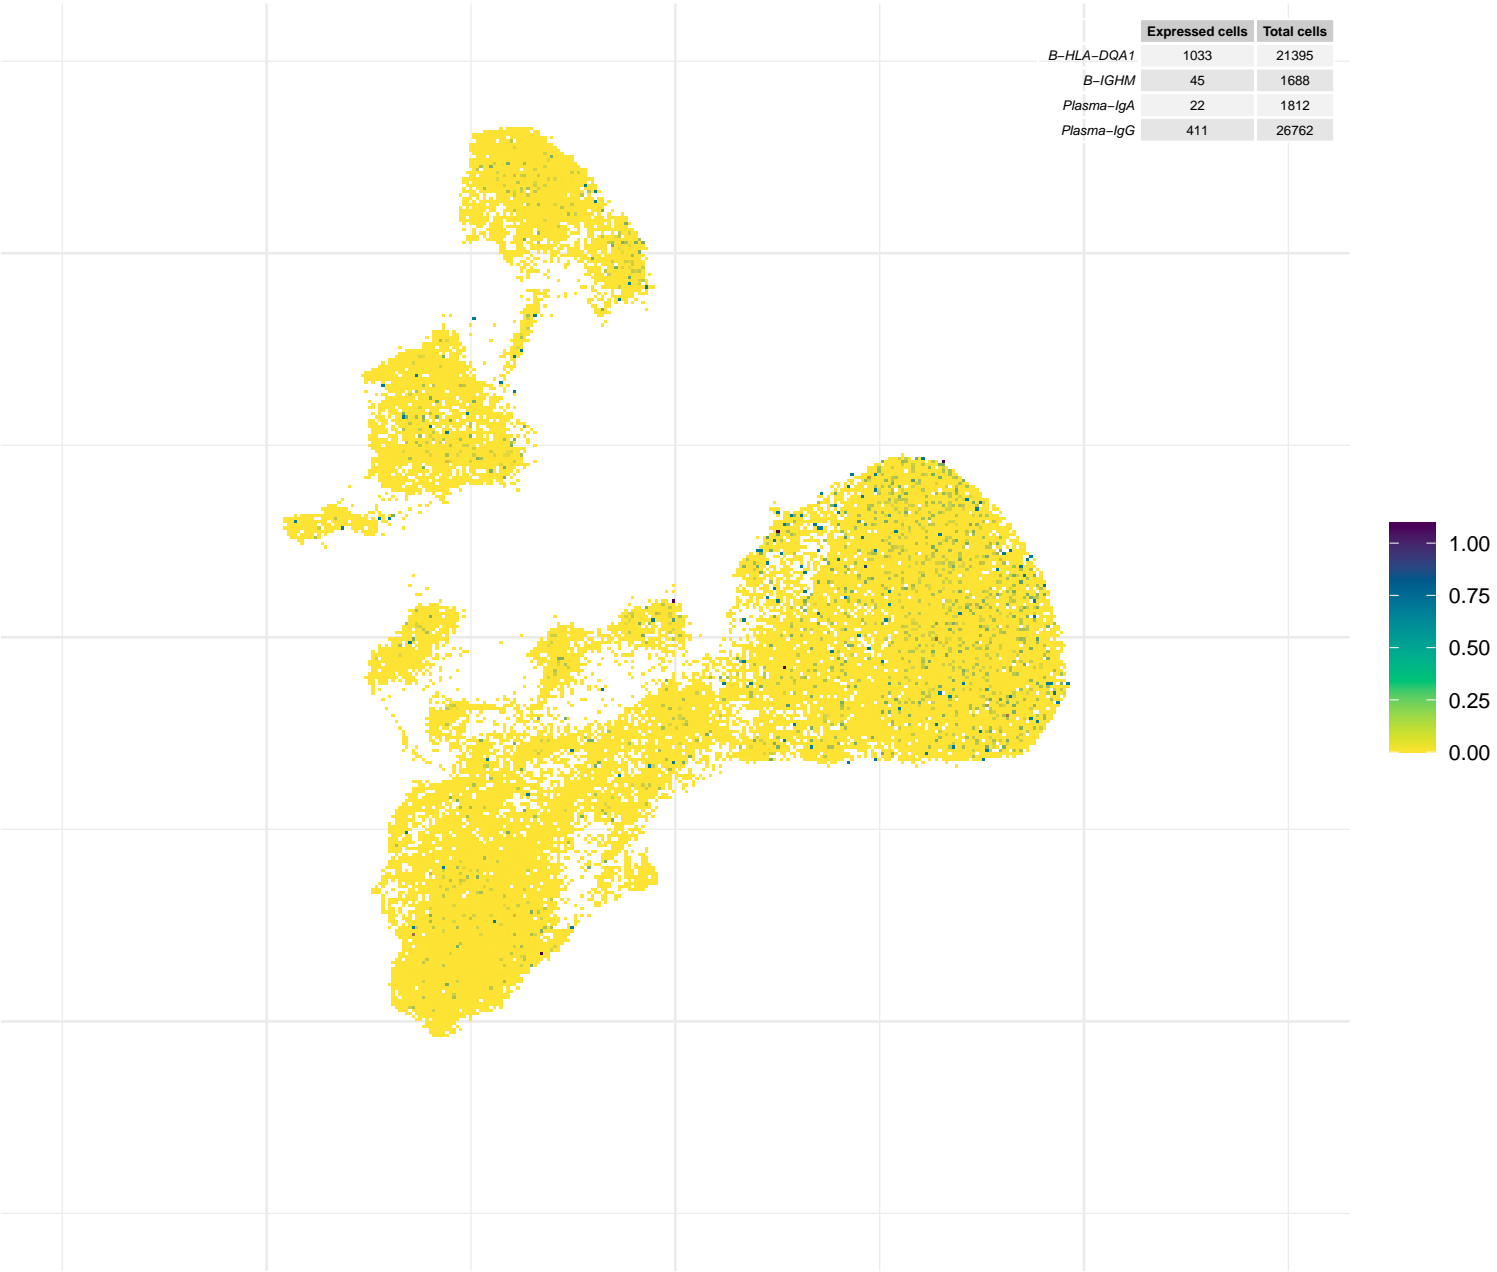 Expressed cells Total cells
B−HLA−DQA1 1033 21395
B−IGHM 45 1688
Plasma−IgA 22 1812
Plasma−IgG 411 26762
1.00
0.75
0.50
0.25
0.00